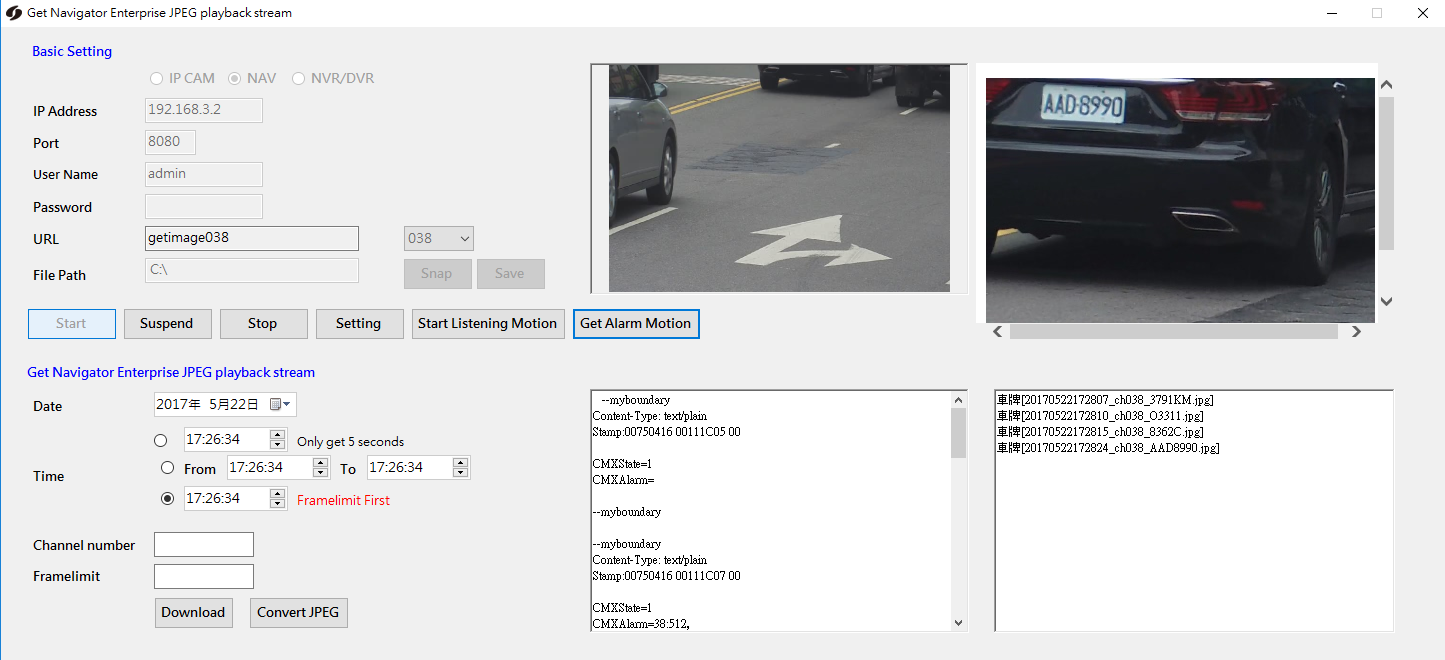 Get Navigator Enterprise JPEG playback stream
Basic Setting
IP CAM NAV NVR/DVR
IP Address 192.168.3.2
Port 8080
User Name admin
Password
URL getimage038 038
File Path C:\ Snap Save
Start Suspend Stop Setting Start Listening Motion Get Alarm Motion
AAD-8990
Get Navigator Enterprise JPEG playback stream
Date 2017年 5月22日
17:26:34 Only get 5 seconds
Time From 17:26:34 To 17:26:34
17:26:34 Framelimit First
Channel number
Framelimit
Download Convert JPEG
--myboundary
Content-Type: text/plain
Stamp:00750416 00111C05 00
CMXState=1
CMXAlarm=
--myboundary
--myboundary
Content-Type: text/plain
Stamp:00750416 00111C07 00
CMXState=1
CMXAlarm=38:512,
車牌[20170522172807_ch038_3791KM.jpg]
車牌[20170522172810_ch038_O3311.jpg]
車牌[20170522172815_ch038_8362C.jpg]
車牌[20170522172824_ch038_AAD8990.jpg]